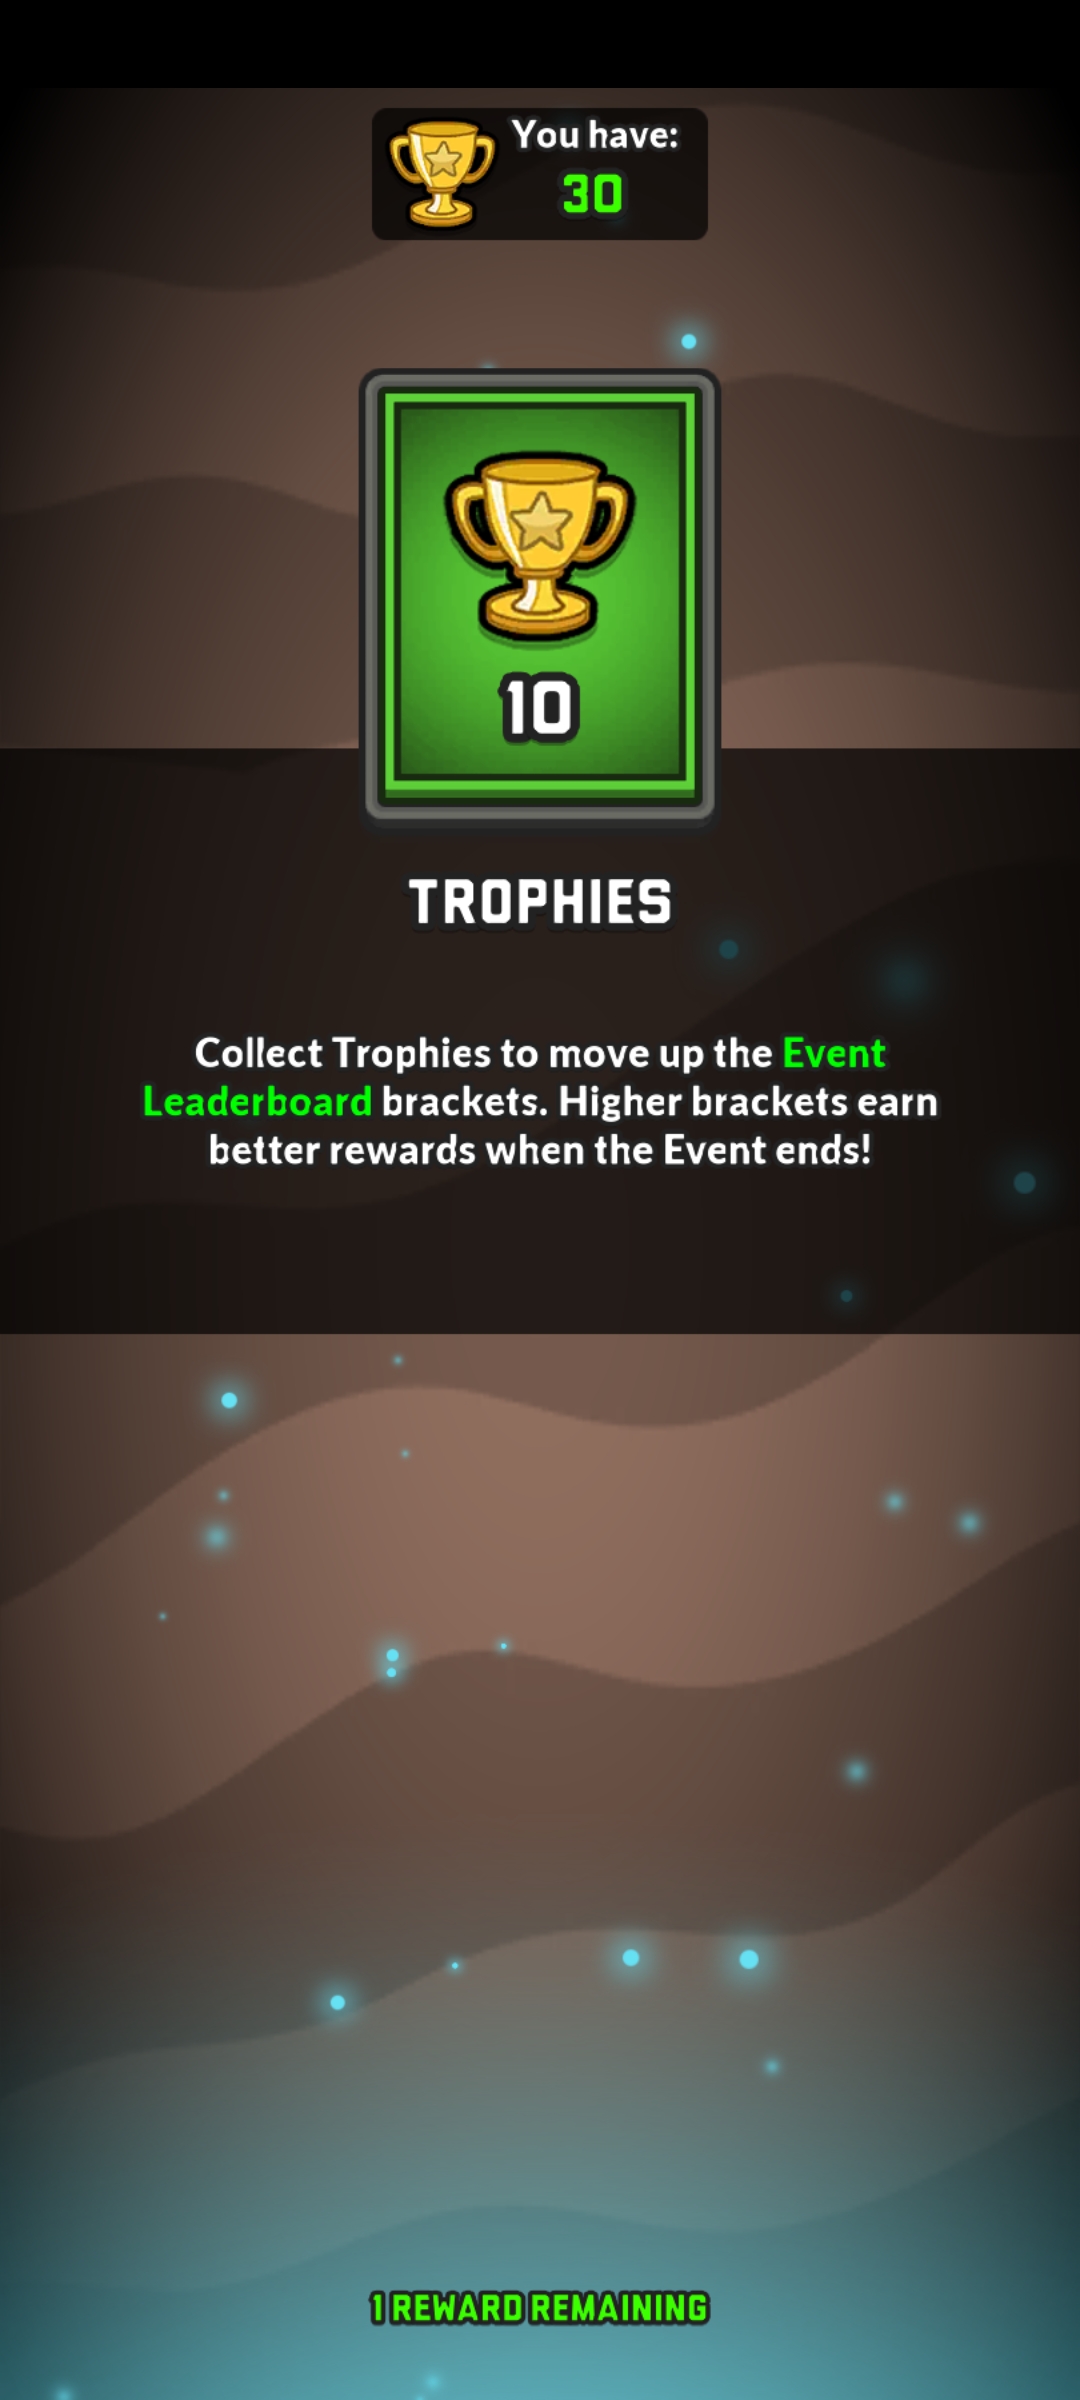 You have:
30
10
TROPHIES
Collect Trophies to move up the Event
Leaderboard brackets. Higher brackets earn
better rewards when the Event ends!
1 REWARD REMAINING